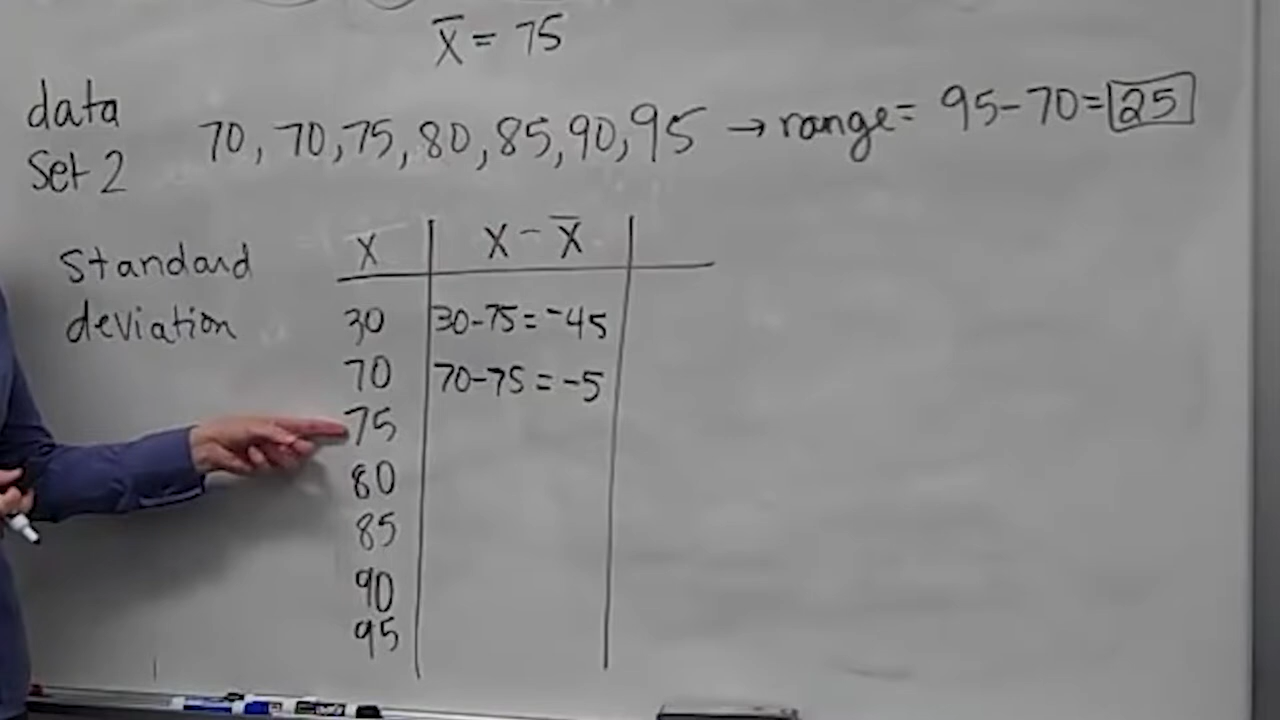 x̄ = 75
data
Set 2
70, 70, 75, 80, 85, 90, 95 → range = 95-70= 25
Standard
deviation
X | X - X̄
30 | 30-75 = -45
70 | 70-75 = -5
75
80
85
90
95